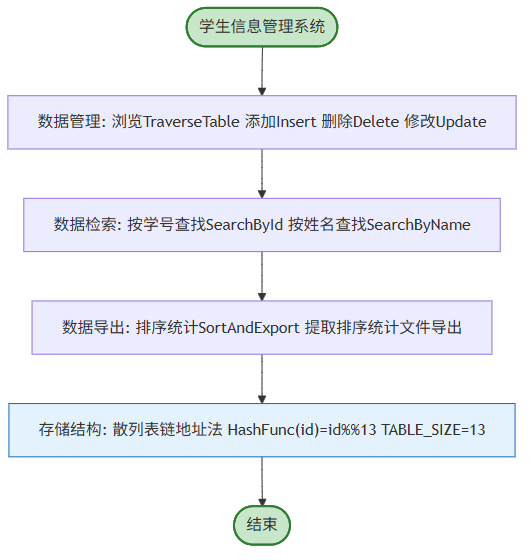 学生信息管理系统
数据管理: 浏览TraverseTable 添加Insert 删除Delete 修改Update
数据检索: 按学号查找SearchById 按姓名查找SearchByName
数据导出: 排序统计SortAndExport 提取排序统计文件导出
存储结构: 散列表链地址法 HashFunc(id)=id%%13 TABLE_SIZE=13
结束